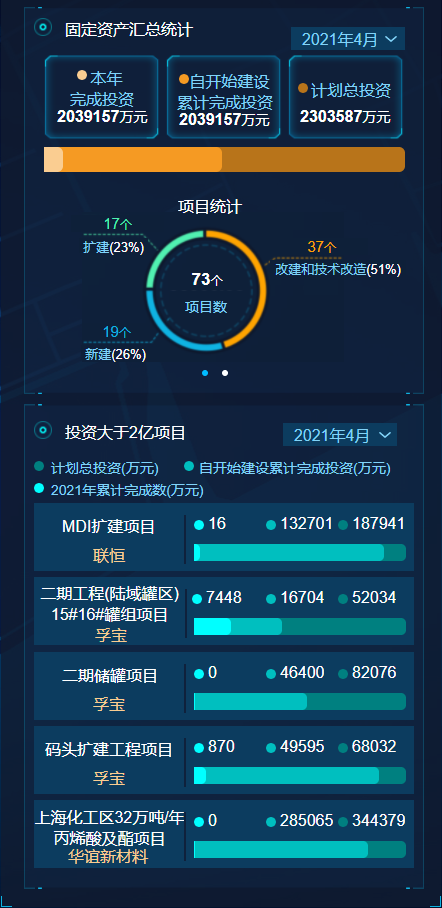 固定资产汇总统计
2021年4月
本年
完成投资
2039157万元
自开始建设
累计完成投资
2039157万元
计划总投资
2303587万元
项目统计
17个
扩建(23%)
37个
改建和技术改造(51%)
73个
项目数
19个
新建(26%)
投资大于2亿项目
2021年4月
计划总投资(万元) 自开始建设累计完成投资(万元)
2021年累计完成数(万元)
MDI扩建项目
联恒
16 132701 187941
二期工程(陆域罐区)
15#16#罐组项目
孚宝
7448 16704 52034
二期储罐项目
孚宝
0 46400 82076
码头扩建工程项目
孚宝
870 49595 68032
上海化工区32万吨/年
丙烯酸及酯项目
华谊新材料
0 285065 344379